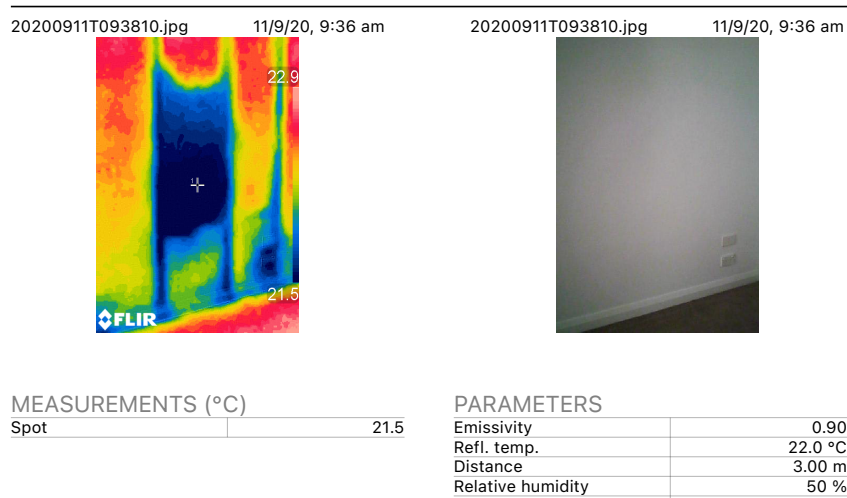 20200911T093810.jpg 11/9/20, 9:36 am 20200911T093810.jpg 11/9/20, 9:36 am
22.9
1
21.5
FLIR
MEASUREMENTS (°C) PARAMETERS
Spot 21.5 Emissivity 0.90
Refl. temp. 22.0 °C
Distance 3.00 m
Relative humidity 50 %